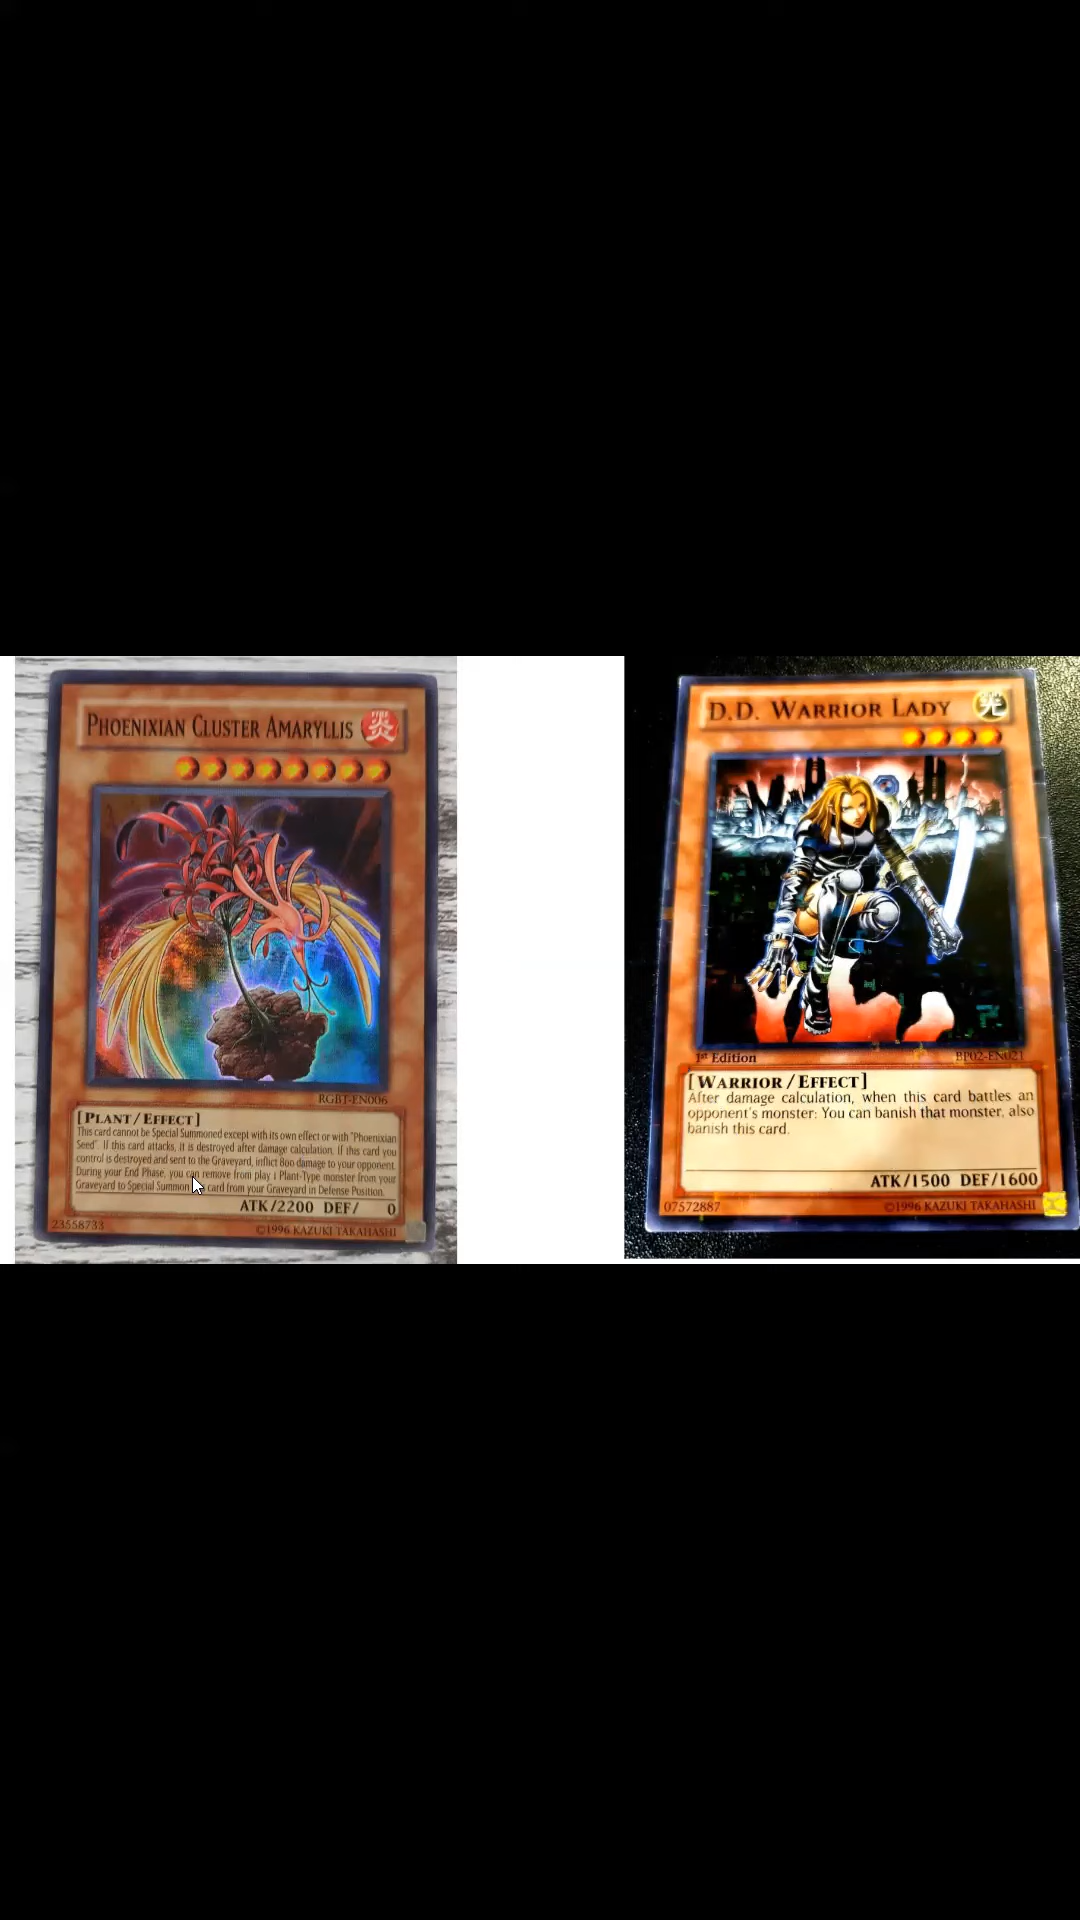 PHOENIXIAN CLUSTER AMARYLLIS
FIRE
炎
RGBT-EN006
[PLANT/EFFECT]
This card cannot be Special Summoned except with its own effect or with "Phoenixian
Seed". If this card attacks, it is destroyed after damage calculation. If this card you
control is destroyed and sent to the Graveyard, inflict 800 damage to your opponent.
During your End Phase, you can remove from play 1 Plant-Type monster from your
Graveyard to Special Summon card from your Graveyard in Defense Position.
ATK/2200 DEF/ 0
23558733
©1996 KAZUKI TAKAHASHI
D.D. WARRIOR LADY
光
1st Edition
BP02-EN021
[WARRIOR/EFFECT]
After damage calculation, when this card battles an
opponent's monster: You can banish that monster, also
banish this card.
ATK/1500 DEF/1600
07572887
©1996 KAZUKI TAKAHASHI